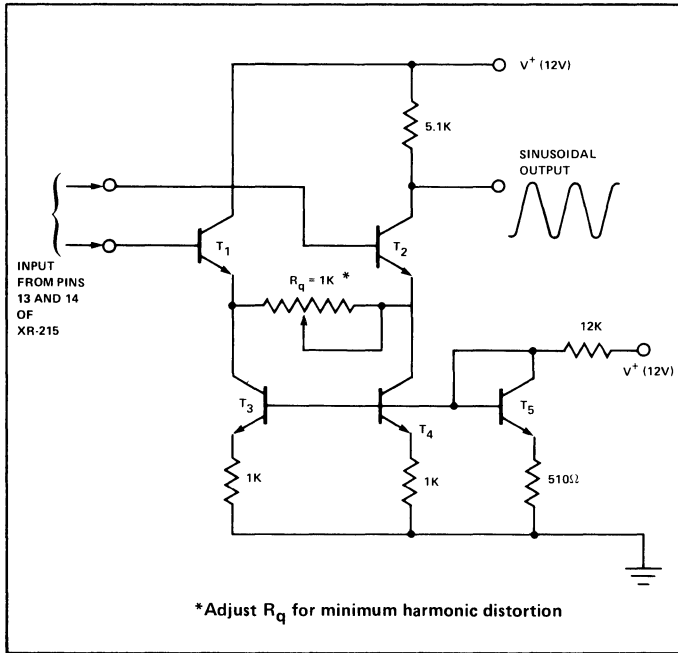 V+ (12V)
5.1K
SINUSOIDAL
OUTPUT
T1
T2
INPUT
FROM PINS
13 AND 14
OF
XR-215
Rq = 1K *
12K
V+ (12V)
T3
T4
T5
1K
1K
510Ω
*Adjust Rq for minimum harmonic distortion